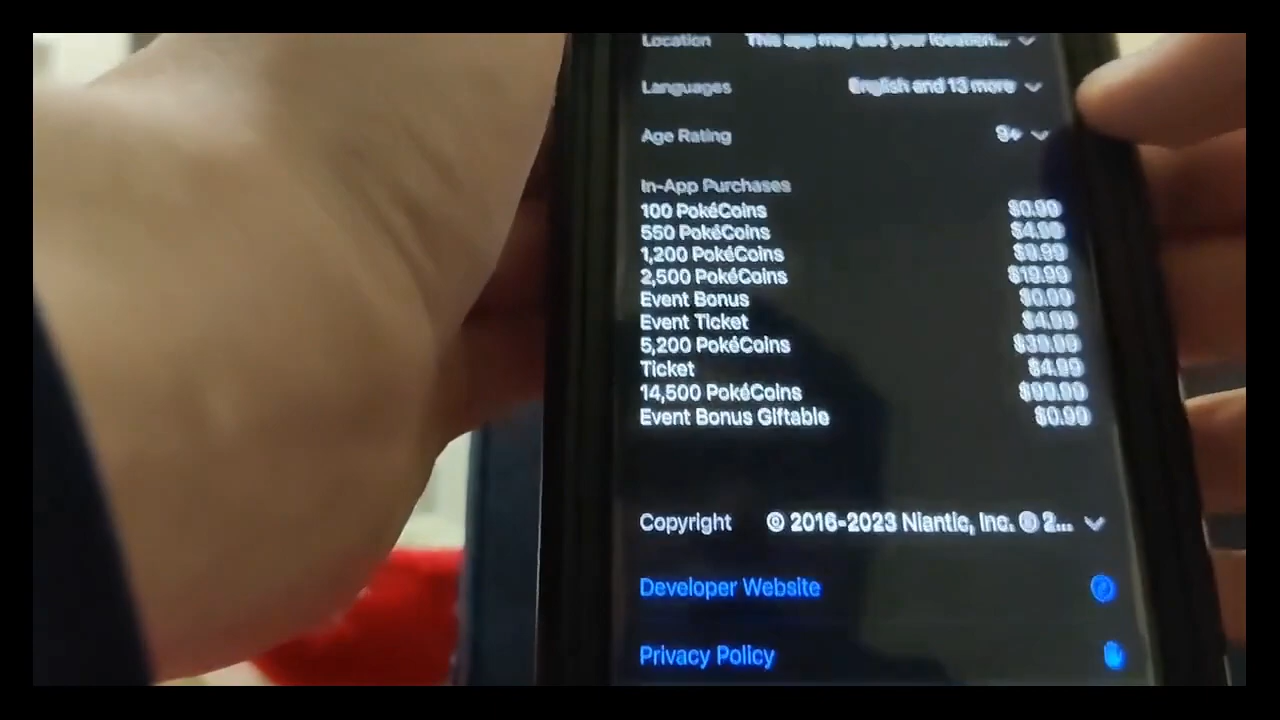 Location This app may use your location...
Languages English and 13 more
Age Rating 9+
In-App Purchases
100 PokéCoins $0.99
550 PokéCoins $4.99
1,200 PokéCoins $9.99
2,500 PokéCoins $19.99
Event Bonus $0.99
Event Ticket $4.99
5,200 PokéCoins $39.99
Ticket $4.99
14,500 PokéCoins $99.99
Event Bonus Giftable $0.99
Copyright © 2016-2023 Niantic, Inc. ® 2...
Developer Website
Privacy Policy